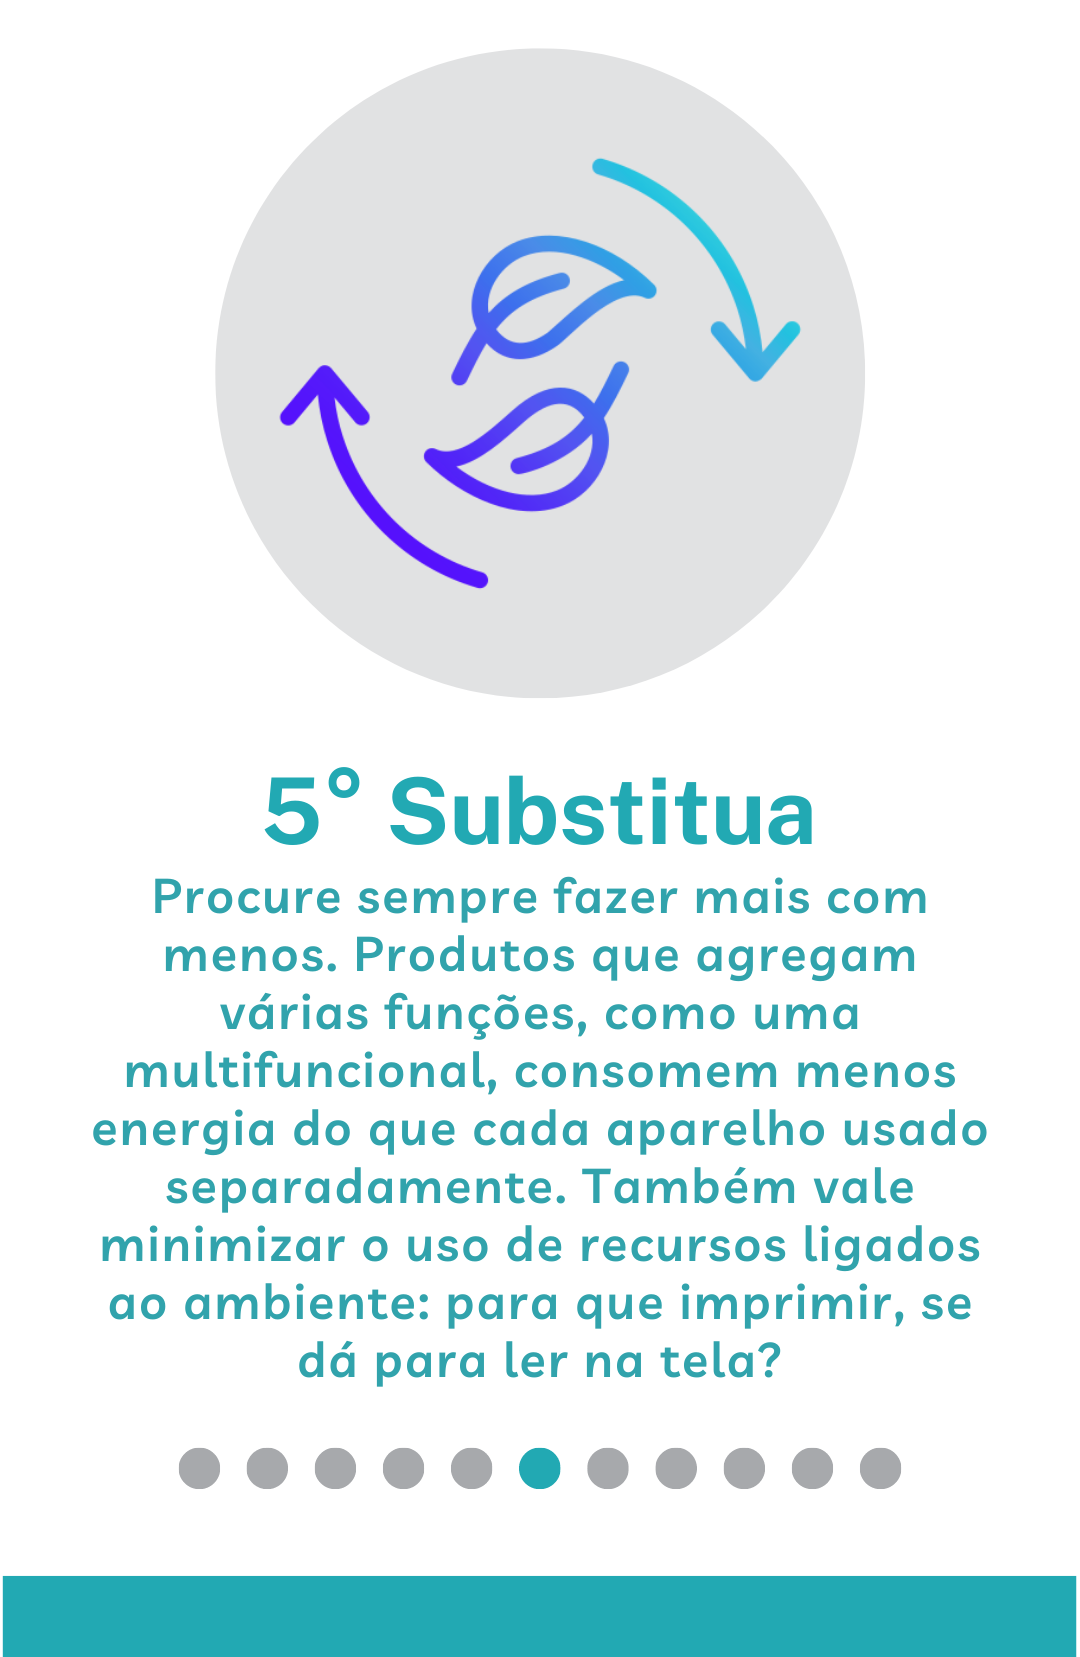 5° Substitua
Procure sempre fazer mais com
menos. Produtos que agregam
várias funções, como uma
multifuncional, consomem menos
energia do que cada aparelho usado
separadamente. Também vale
minimizar o uso de recursos ligados
ao ambiente: para que imprimir, se
dá para ler na tela?